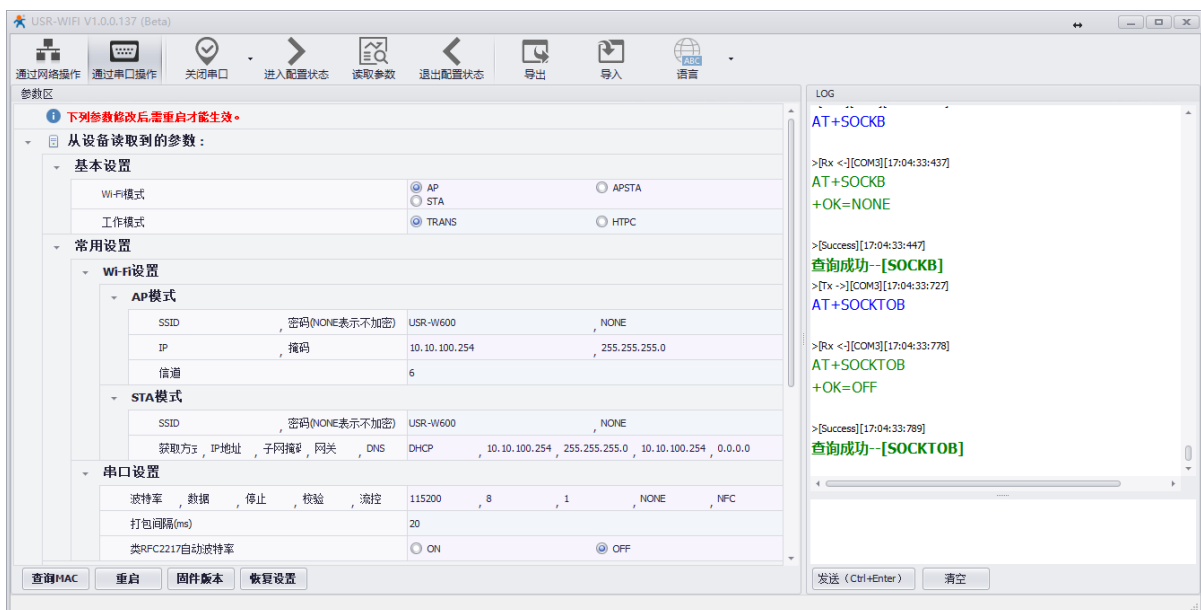 USR-WIFI V1.0.0.137 (Beta)
通过网络操作 通过串口操作 关闭串口 进入配置状态 读取参数 退出配置状态 导出 导入 ABC 语言
参数区
下列参数修改后,需重启才能生效。
从设备读取到的参数:
基本设置
Wi-Fi模式 AP APSTA
STA
工作模式 TRANS HTPC
常用设置
Wi-Fi设置
AP模式
SSID , 密码(NONE表示不加密) USR-W600 , NONE
IP , 掩码 10.10.100.254 , 255.255.255.0
信道 6
STA模式
SSID , 密码(NONE表示不加密) USR-W600 , NONE
获取方 , IP地址 , 子网掩 , 网关 , DNS DHCP , 10.10.100.254 , 255.255.255.0 , 10.10.100.254 , 0.0.0.0
串口设置
波特率 , 数据 , 停止 , 校验 , 流控 115200 , 8 , 1 , NONE , NFC
打包间隔(ms) 20
类RFC2217自动波特率 ON OFF
查询MAC 重启 固件版本 恢复设置
LOG
AT+SOCKB
>[Rx <-][COM3][17:04:33:437]
AT+SOCKB
+OK=NONE
>[Success][17:04:33:447]
查询成功--[SOCKB]
>[Tx ->][COM3][17:04:33:727]
AT+SOCKTOB
>[Rx <-][COM3][17:04:33:778]
AT+SOCKTOB
+OK=OFF
>[Success][17:04:33:789]
查询成功--[SOCKTOB]
发送(Ctrl+Enter) 清空